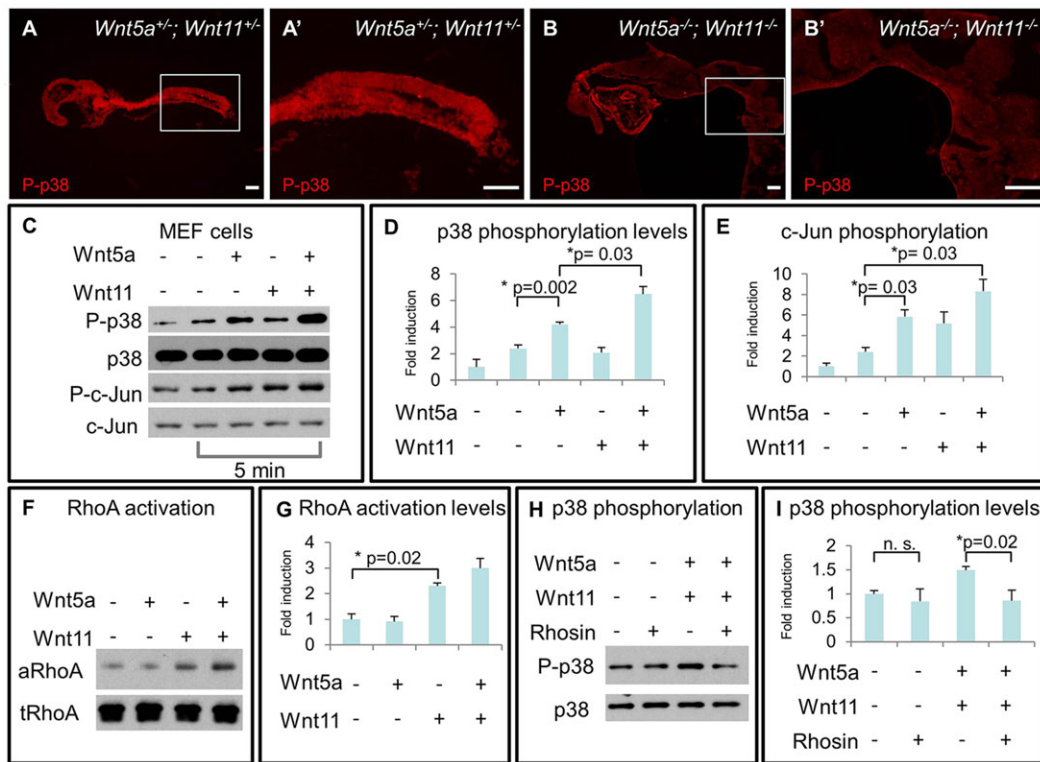 A Wnt5a+/-; Wnt11+/-
P-p38
A' Wnt5a+/-; Wnt11+/-
B Wnt5a-/-; Wnt11-/-
P-p38
B' Wnt5a-/-; Wnt11-/-
P-p38
C MEF cells
Wnt5a - - + - +
Wnt11 - - - + +
P-p38
p38
P-c-Jun
c-Jun
5 min
D p38 phosphorylation levels
*p= 0.03
* p=0.002
Fold induction
8
6
4
2
0
Wnt5a - - + - +
Wnt11 - - - + +
E c-Jun phosphorylation
*p= 0.03
*p= 0.03
Fold induction
10
8
6
4
2
0
Wnt5a - - + - +
Wnt11 - - - + +
F RhoA activation
Wnt5a - + - +
Wnt11 - - + +
aRhoA
tRhoA
G RhoA activation levels
* p=0.02
Fold induction
4
3
2
1
0
Wnt5a - + - +
Wnt11 - - + +
H p38 phosphorylation
Wnt5a - - + +
Wnt11 - - + +
Rhosin - + - +
P-p38
p38
I p38 phosphorylation levels
n. s.
*p=0.02
Fold induction
2
1.5
1
0.5
0
Wnt5a - - + +
Wnt11 - - + +
Rhosin - + - +